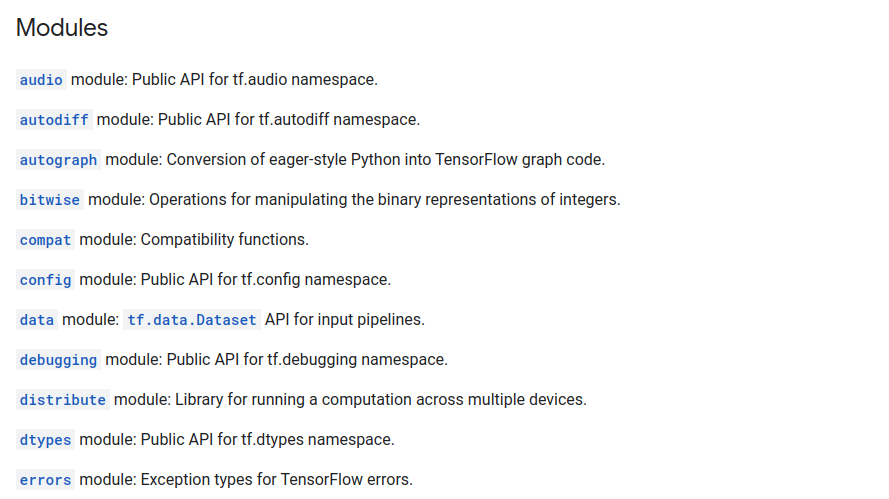 Modules
audio module: Public API for tf.audio namespace.
autodiff module: Public API for tf.autodiff namespace.
autograph module: Conversion of eager-style Python into TensorFlow graph code.
bitwise module: Operations for manipulating the binary representations of integers.
compat module: Compatibility functions.
config module: Public API for tf.config namespace.
data module: tf.data.Dataset API for input pipelines.
debugging module: Public API for tf.debugging namespace.
distribute module: Library for running a computation across multiple devices.
dtypes module: Public API for tf.dtypes namespace.
errors module: Exception types for TensorFlow errors.